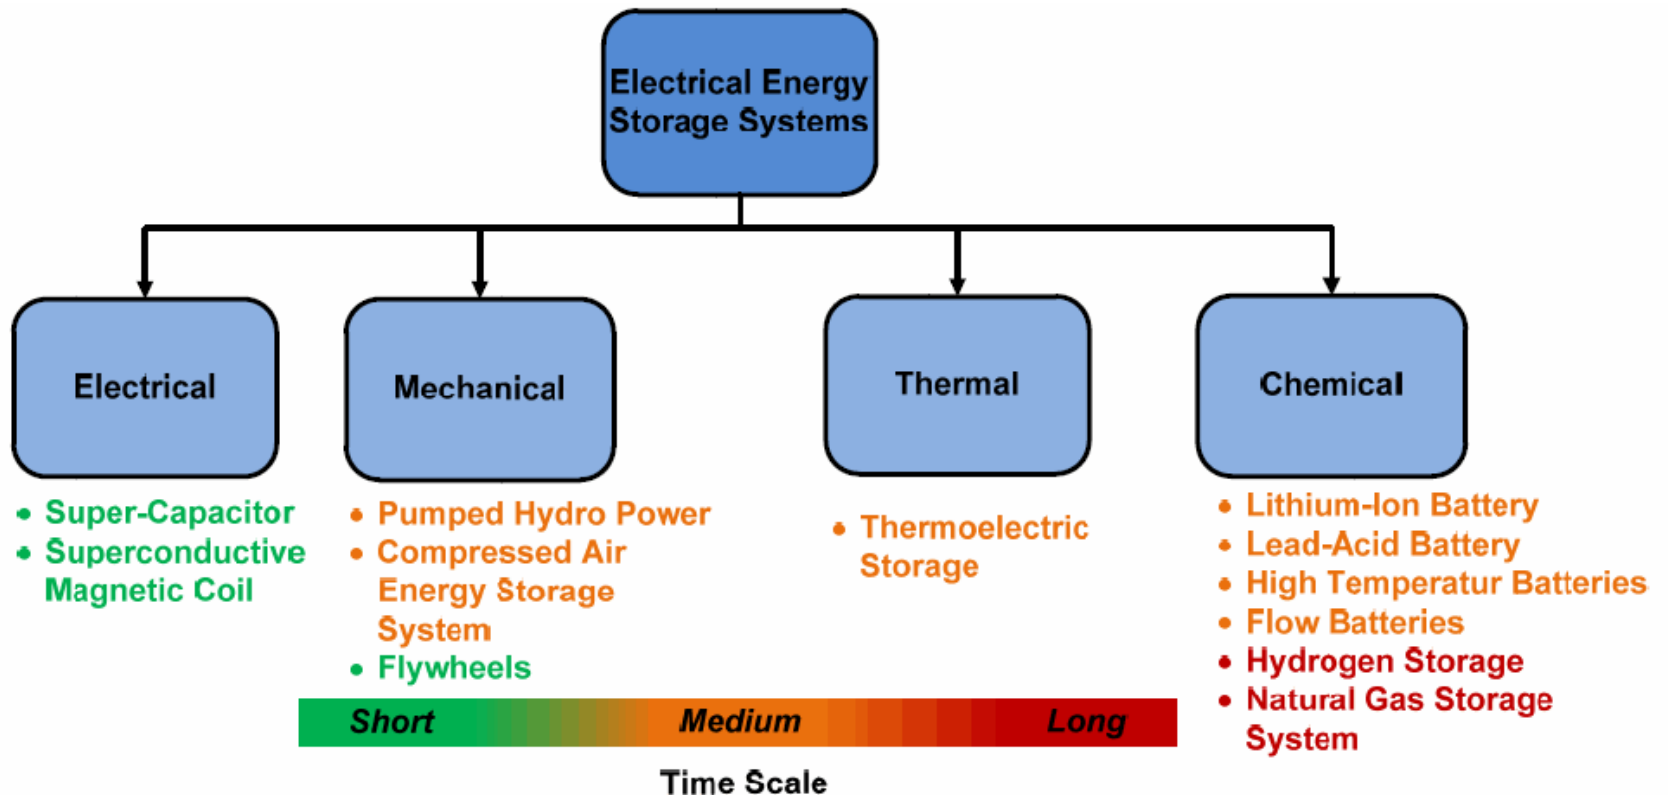 Electrical Energy
Storage Systems
Electrical
Mechanical
Thermal
Chemical
• Super-Capacitor
• Superconductive
Magnetic Coil
• Pumped Hydro Power
• Compressed Air
Energy Storage
System
• Flywheels
• Thermoelectric
Storage
• Lithium-Ion Battery
• Lead-Acid Battery
• High Temperatur Batteries
• Flow Batteries
• Hydrogen Storage
• Natural Gas Storage
System
Short
Medium
Long
Time Scale